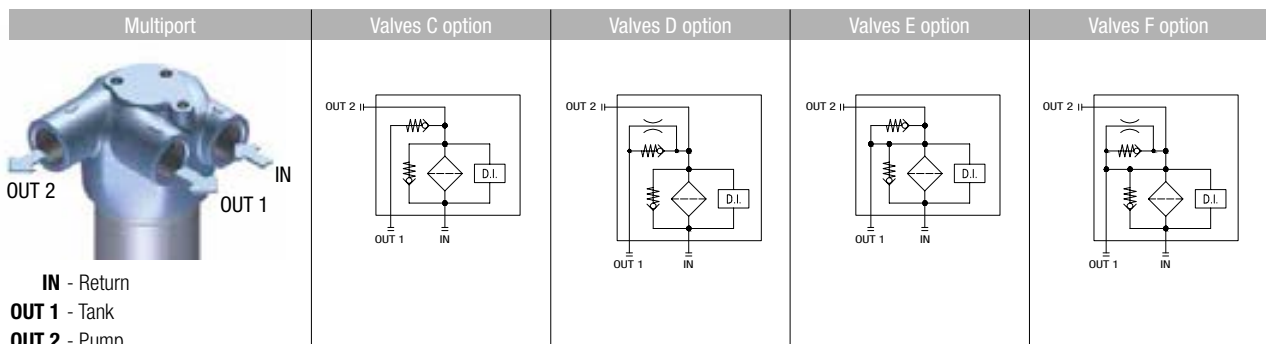 Multiport
Valves C option
Valves D option
Valves E option
Valves F option
OUT 2
IN
OUT 1
IN - Return
OUT 1 - Tank
OUT 2 - Pump
OUT 2
D.I.
OUT 1
IN
OUT 2
D.I.
OUT 1
IN
OUT 2
D.I.
OUT 1
IN
OUT 2
D.I.
OUT 1
IN